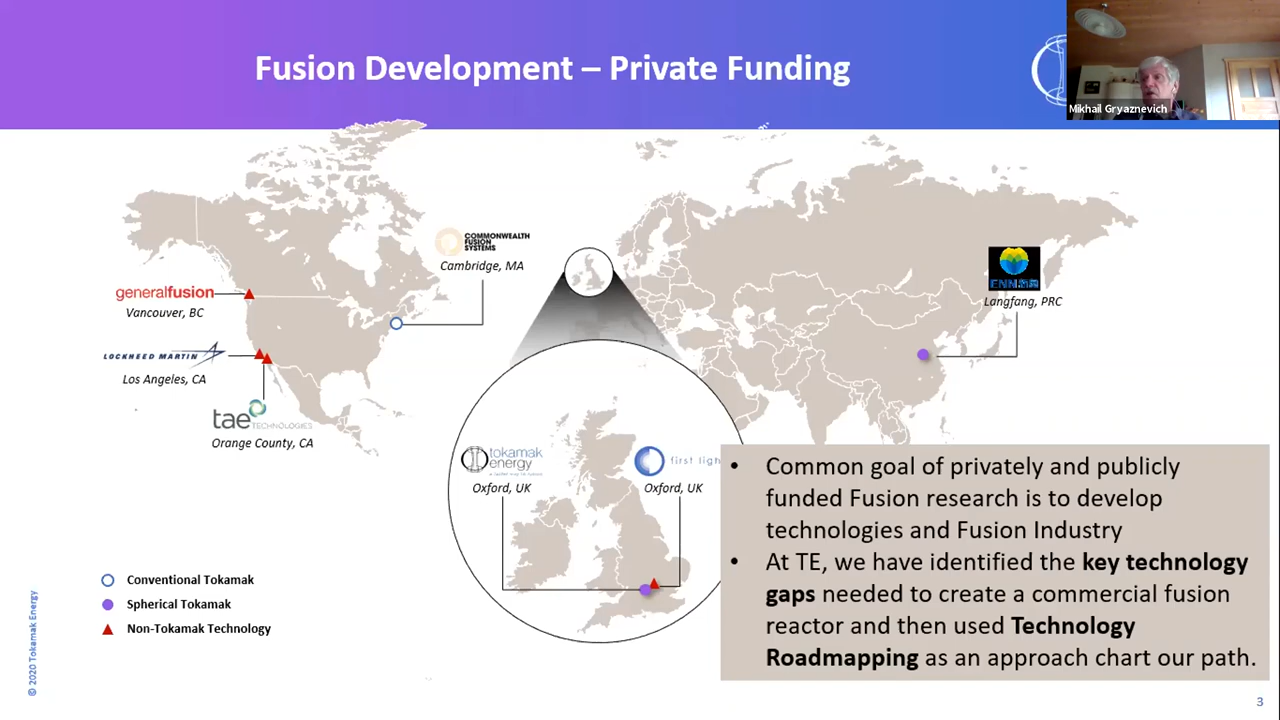 Fusion Development – Private Funding
Mikhail Gryaznevich
COMMONWEALTH
FUSION
SYSTEMS
Cambridge, MA
generalfusion
Vancouver, BC
LOCKHEED MARTIN
Los Angeles, CA
tae TECHNOLOGIES
Orange County, CA
ENN
Langfang, PRC
tokamak
energy
Oxford, UK
first ligh
Oxford, UK
Conventional Tokamak
Spherical Tokamak
Non-Tokamak Technology
• Common goal of privately and publicly
funded Fusion research is to develop
technologies and Fusion Industry
• At TE, we have identified the key technology
gaps needed to create a commercial fusion
reactor and then used Technology
Roadmapping as an approach chart our path.
© 2020 Tokamak Energy
3